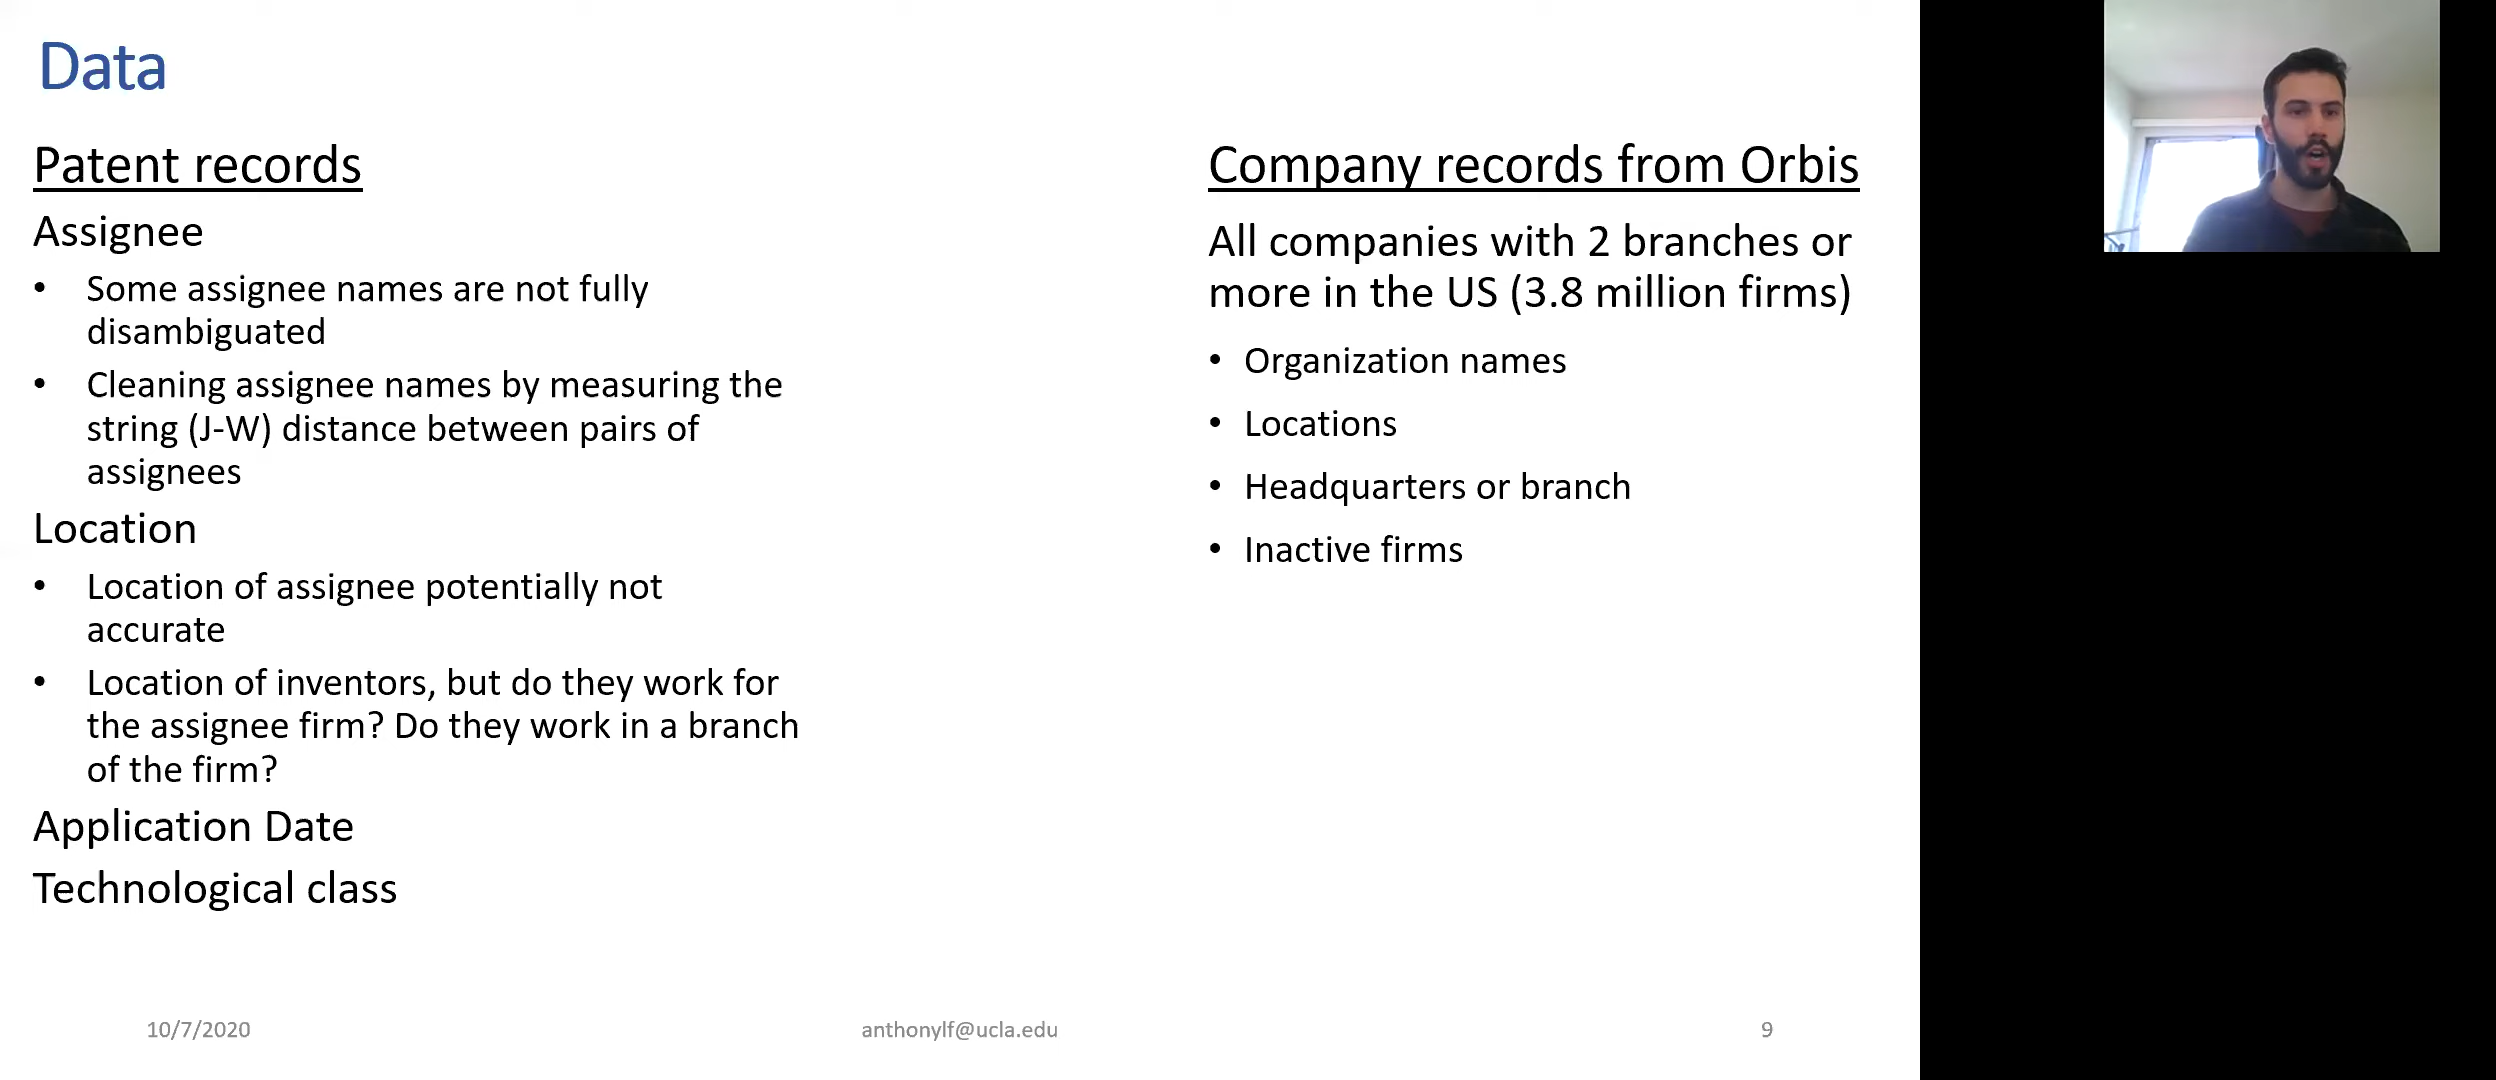 Data
Patent records
Assignee
• Some assignee names are not fully
disambiguated
• Cleaning assignee names by measuring the
string (J-W) distance between pairs of
assignees
Location
• Location of assignee potentially not
accurate
• Location of inventors, but do they work for
the assignee firm? Do they work in a branch
of the firm?
Application Date
Technological class
Company records from Orbis
All companies with 2 branches or
more in the US (3.8 million firms)
• Organization names
• Locations
• Headquarters or branch
• Inactive firms
10/7/2020
anthonylf@ucla.edu
9